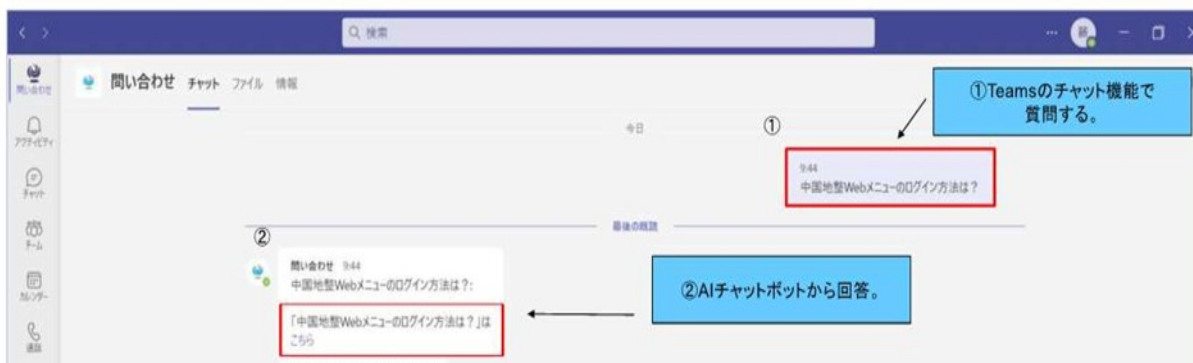 検索
問い合わせ
問い合わせ チャット ファイル 情報
①Teamsのチャット機能で
質問する。
アクティビティ
今日
①
9:44
中国地整Webメニューのログイン方法は？
チャット
最後の既読
チーム
②
問い合わせ 9:44
中国地整Webメニューのログイン方法は？:
②AIチャットボットから回答。
カレンダー
「中国地整Webメニューのログイン方法は？」は
こちら
通話